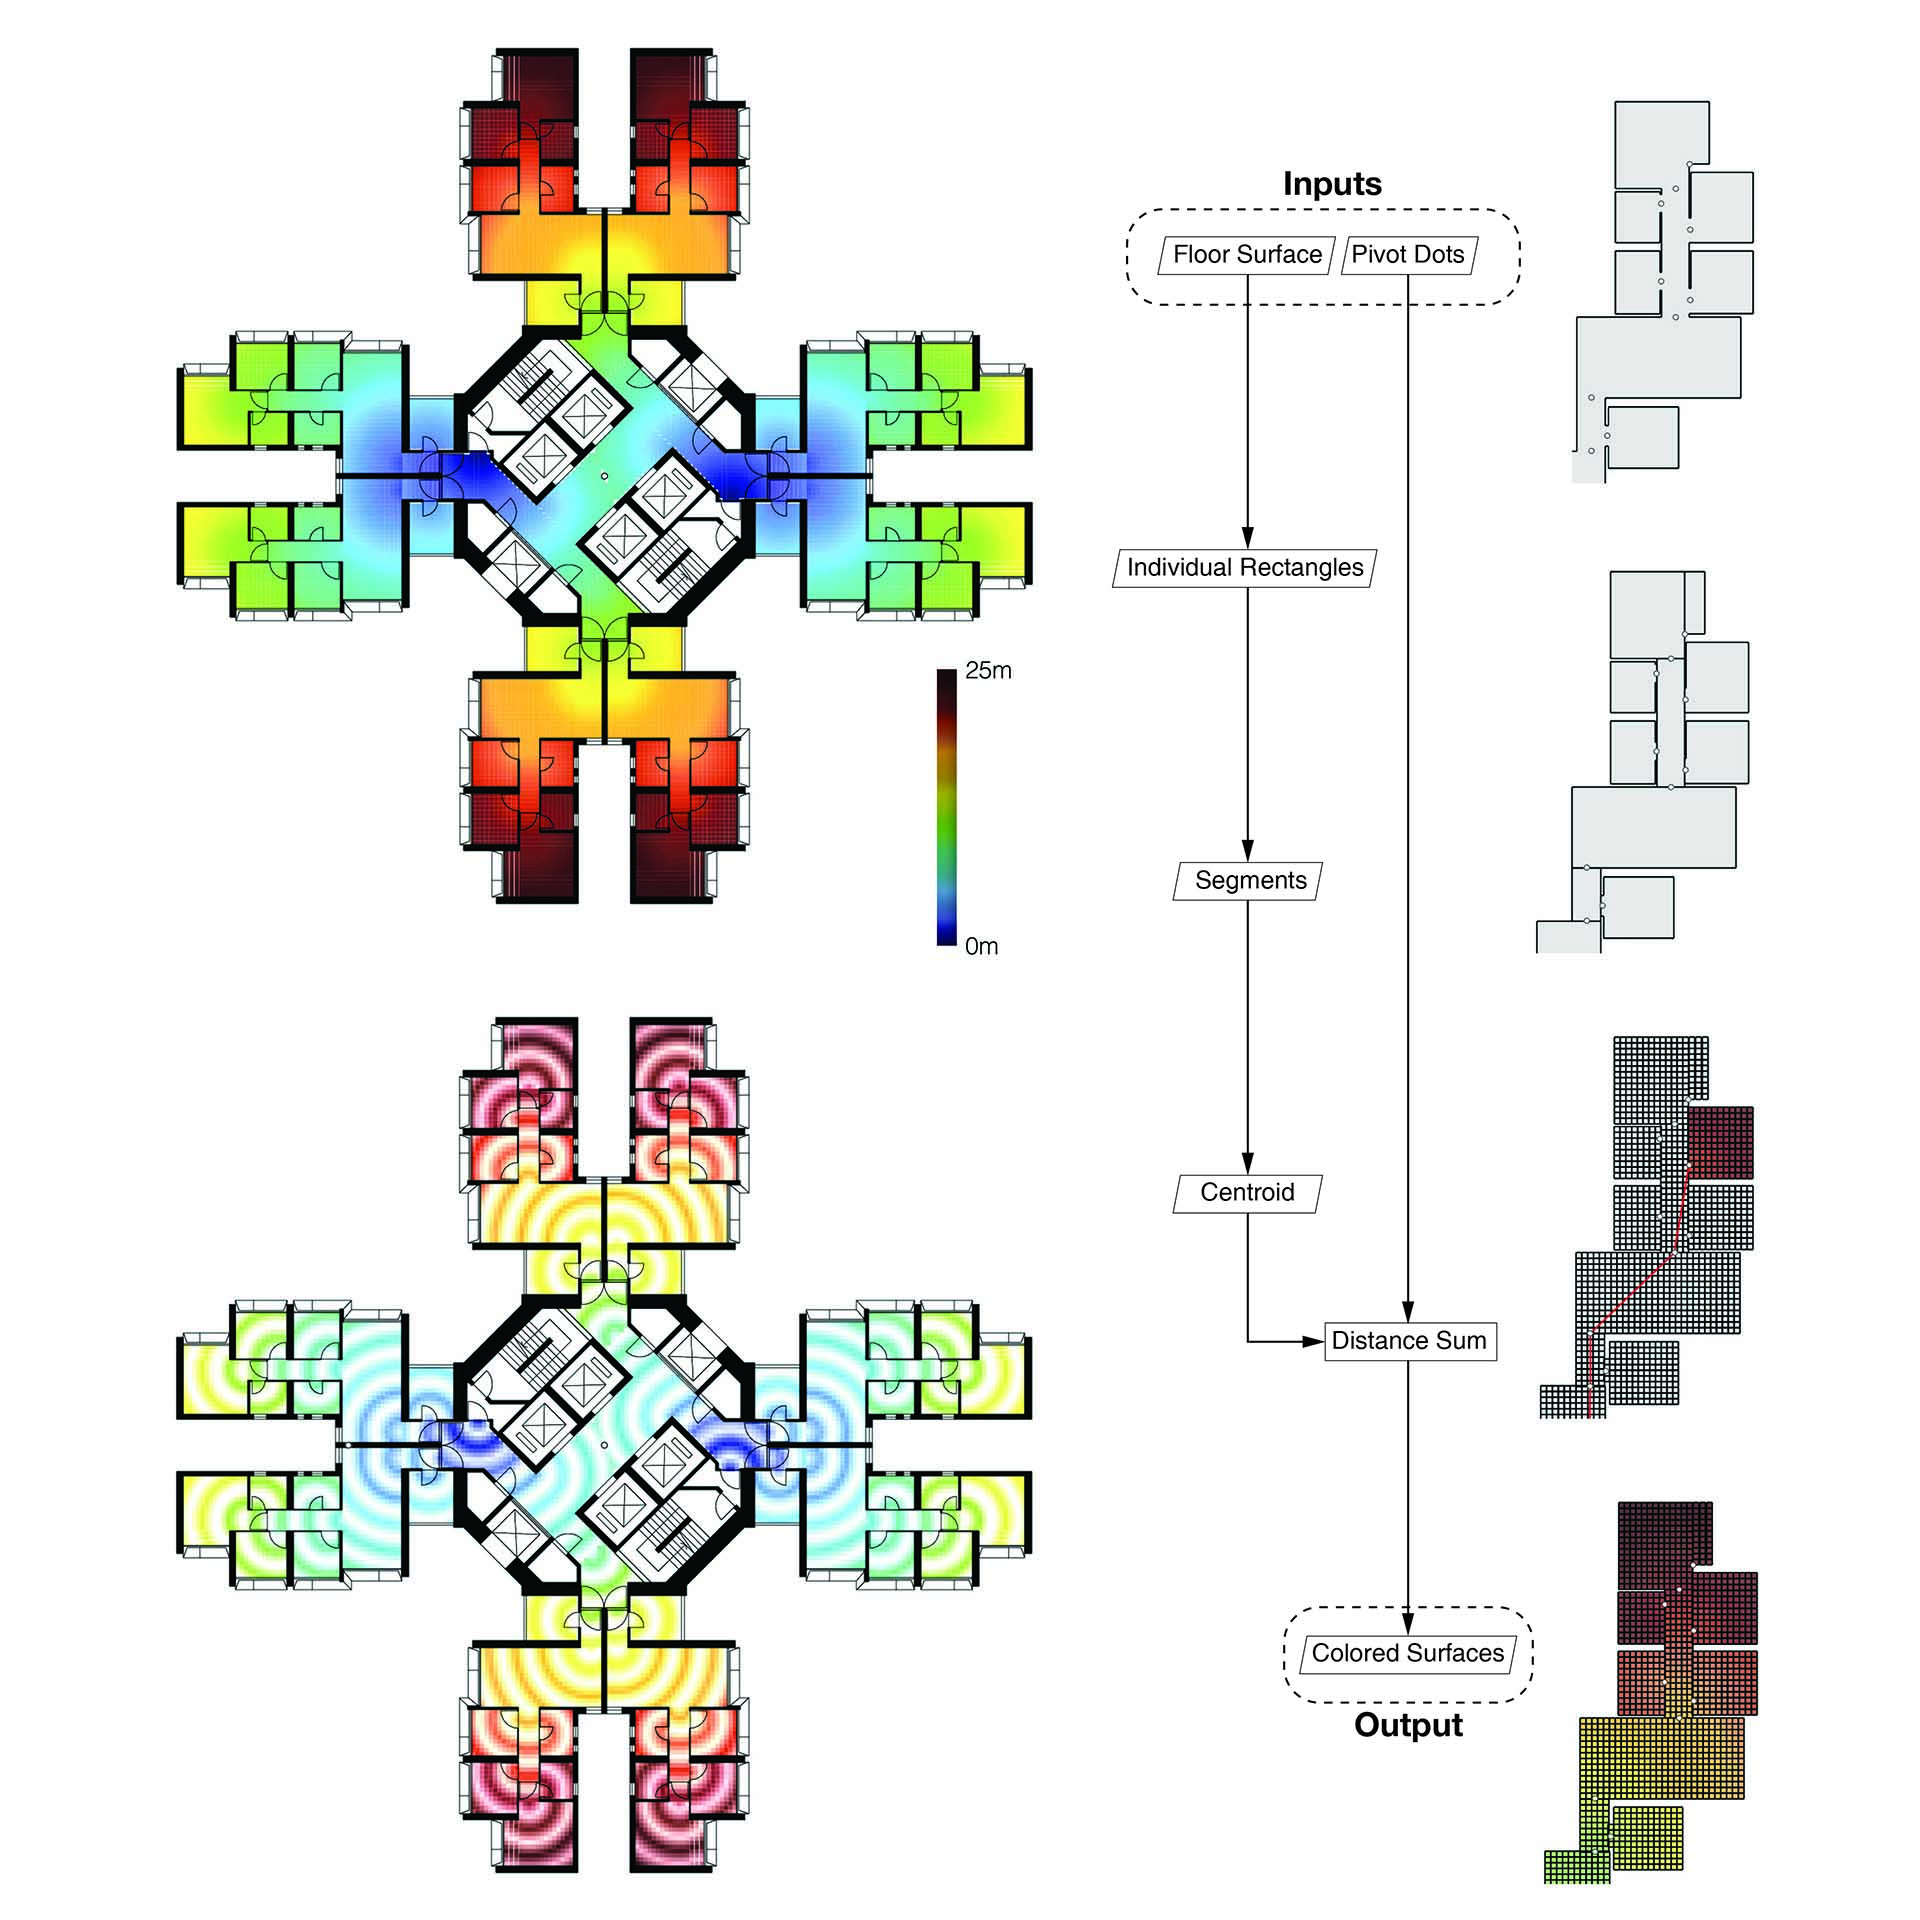 Inputs
Floor Surface
Pivot Dots
Individual Rectangles
25m
Segments
0m
Centroid
Distance Sum
Colored Surfaces
Output